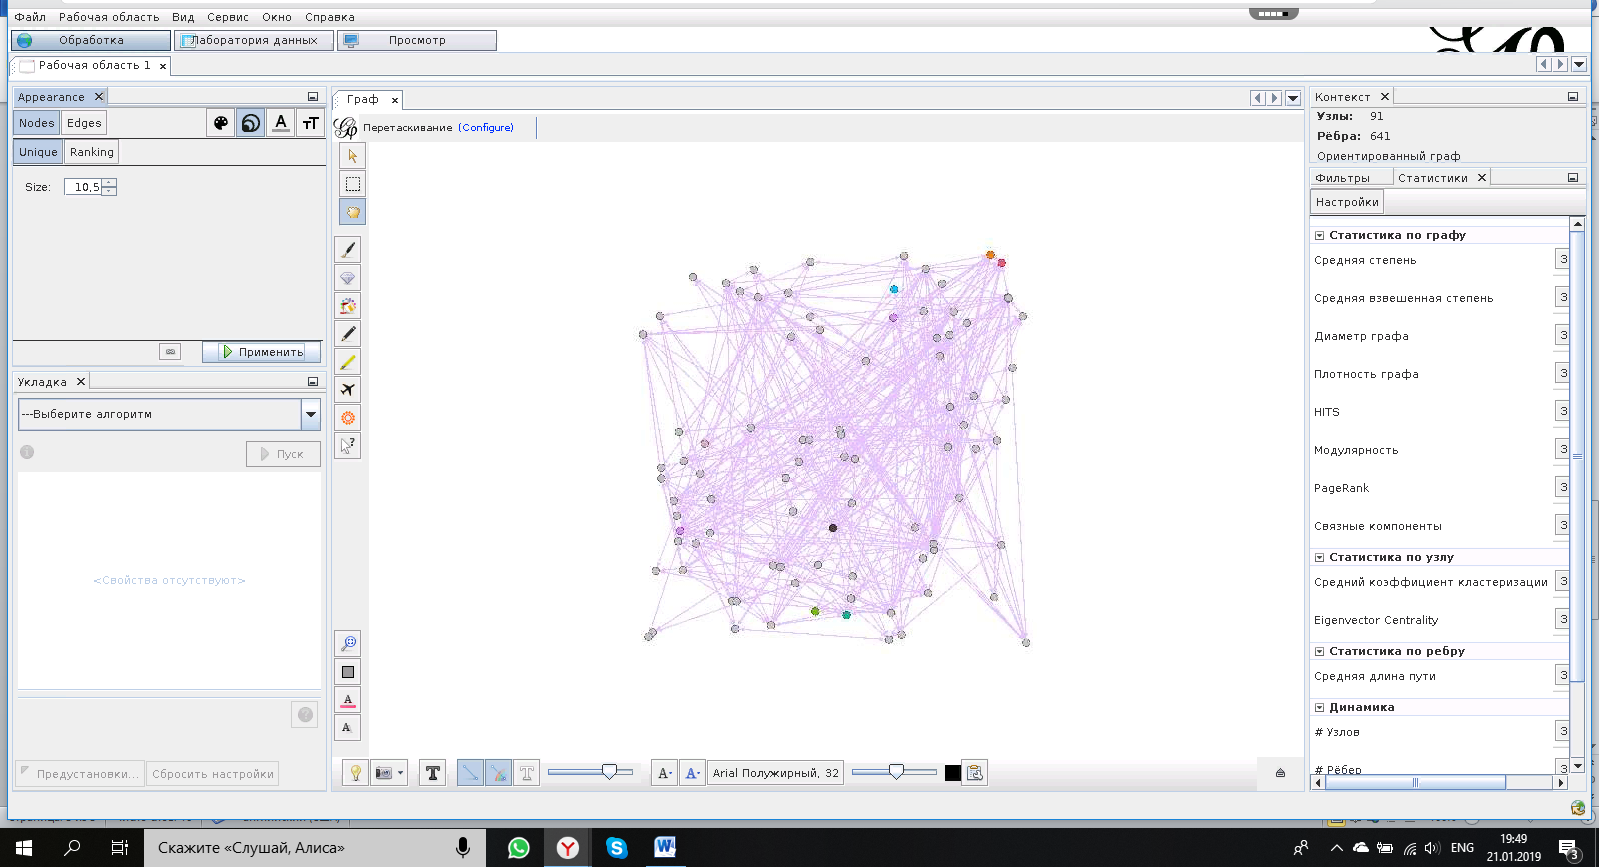 Файл Рабочая область Вид Сервис Окно Справка
Обработка Лаборатория данных Просмотр
Рабочая область 1
Appearance
Граф
Контекст
Nodes Edges
Перетаскивание (Configure)
Узлы: 91
Рёбра: 641
Unique Ranking
Ориентированный граф
Фильтры Статистики
Size: 10,5
Настройки
Статистика по графу
Средняя степень З
Средняя взвешенная степень З
Диаметр графа З
Применить
Плотность графа З
Укладка
---Выберите алгоритм
HITS З
Пуск
Модулярность З
PageRank З
Связные компоненты З
Статистика по узлу
<Свойства отсутствуют>
Средний коэффициент кластеризации З
Eigenvector Centrality З
Статистика по ребру
Средняя длина пути З
Динамика
# Узлов З
Предустановки... Сбросить настройки
Arial Полужирный, 32
# Рёбер З
Скажите «Слушай, Алиса»
ENG
19:49
21.01.2019
3